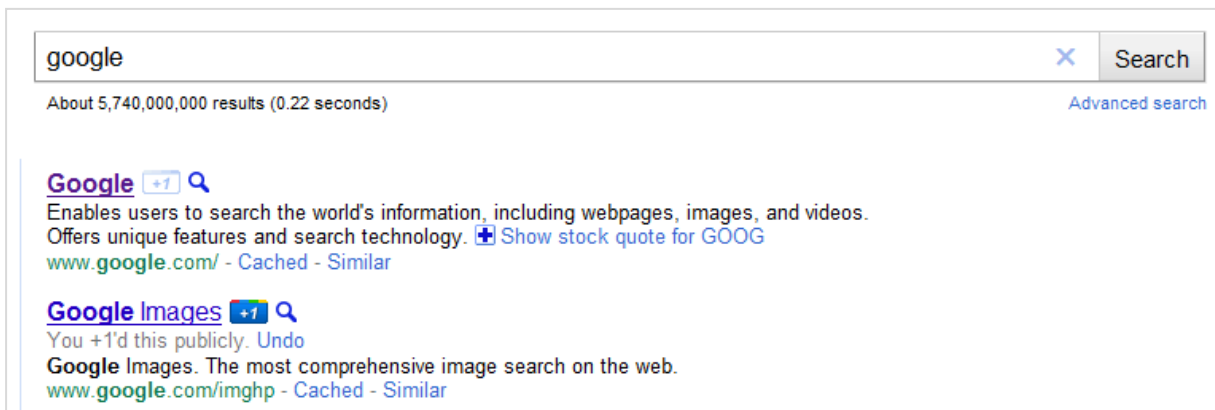 google
Search
About 5,740,000,000 results (0.22 seconds)
Advanced search
Google +1
Enables users to search the world's information, including webpages, images, and videos.
Offers unique features and search technology. Show stock quote for GOOG
www.google.com/ - Cached - Similar
Google Images +1
You +1'd this publicly. Undo
Google Images. The most comprehensive image search on the web.
www.google.com/imghp - Cached - Similar